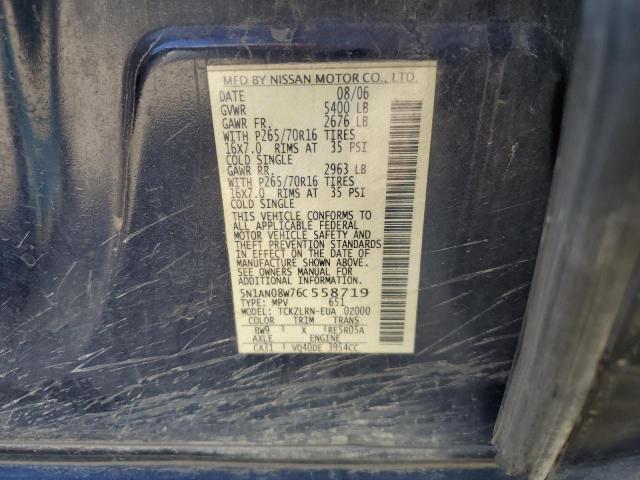 MFD BY NISSAN MOTOR CO., LTD.
DATE 08/06
GVWR 5400 LB
GAWR FR. 2676 LB
WITH P265/70R16 TIRES
16X7.0 RIMS AT 35 PSI
COLD SINGLE
GAWR RR. 2963 LB
WITH P265/70R16 TIRES
16X7.0 RIMS AT 35 PSI
COLD SINGLE
THIS VEHICLE CONFORMS TO
ALL APPLICABLE FEDERAL
MOTOR VEHICLE SAFETY AND
THEFT PREVENTION STANDARDS
IN EFFECT ON THE DATE OF
MANUFACTURE SHOWN ABOVE.
SEE OWNERS MANUAL FOR
ADDITIONAL INFORMATION.
5N1AN08W76C558719
TYPE: MPV 651
MODEL: TCKZLRN-EUA 0Z000
COLOR TRIM TRANS
BW9 X RE5R05A
AXLE ENGINE
CA31 VQ40DE 3954CC